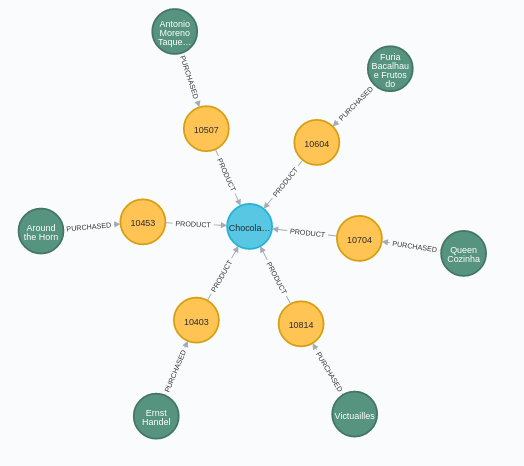 Antonio
Moreno
Taque…
PURCHASED
10507
PRODUCT
Furia
Bacalhau
e Frutos
do
PURCHASED
10604
PRODUCT
Around
the Horn
PURCHASED
10453
PRODUCT
Chocola…
PRODUCT
10704
PURCHASED
Queen
Cozinha
PRODUCT
10403
PURCHASED
Ernst
Handel
PRODUCT
10814
PURCHASED
Victuailles